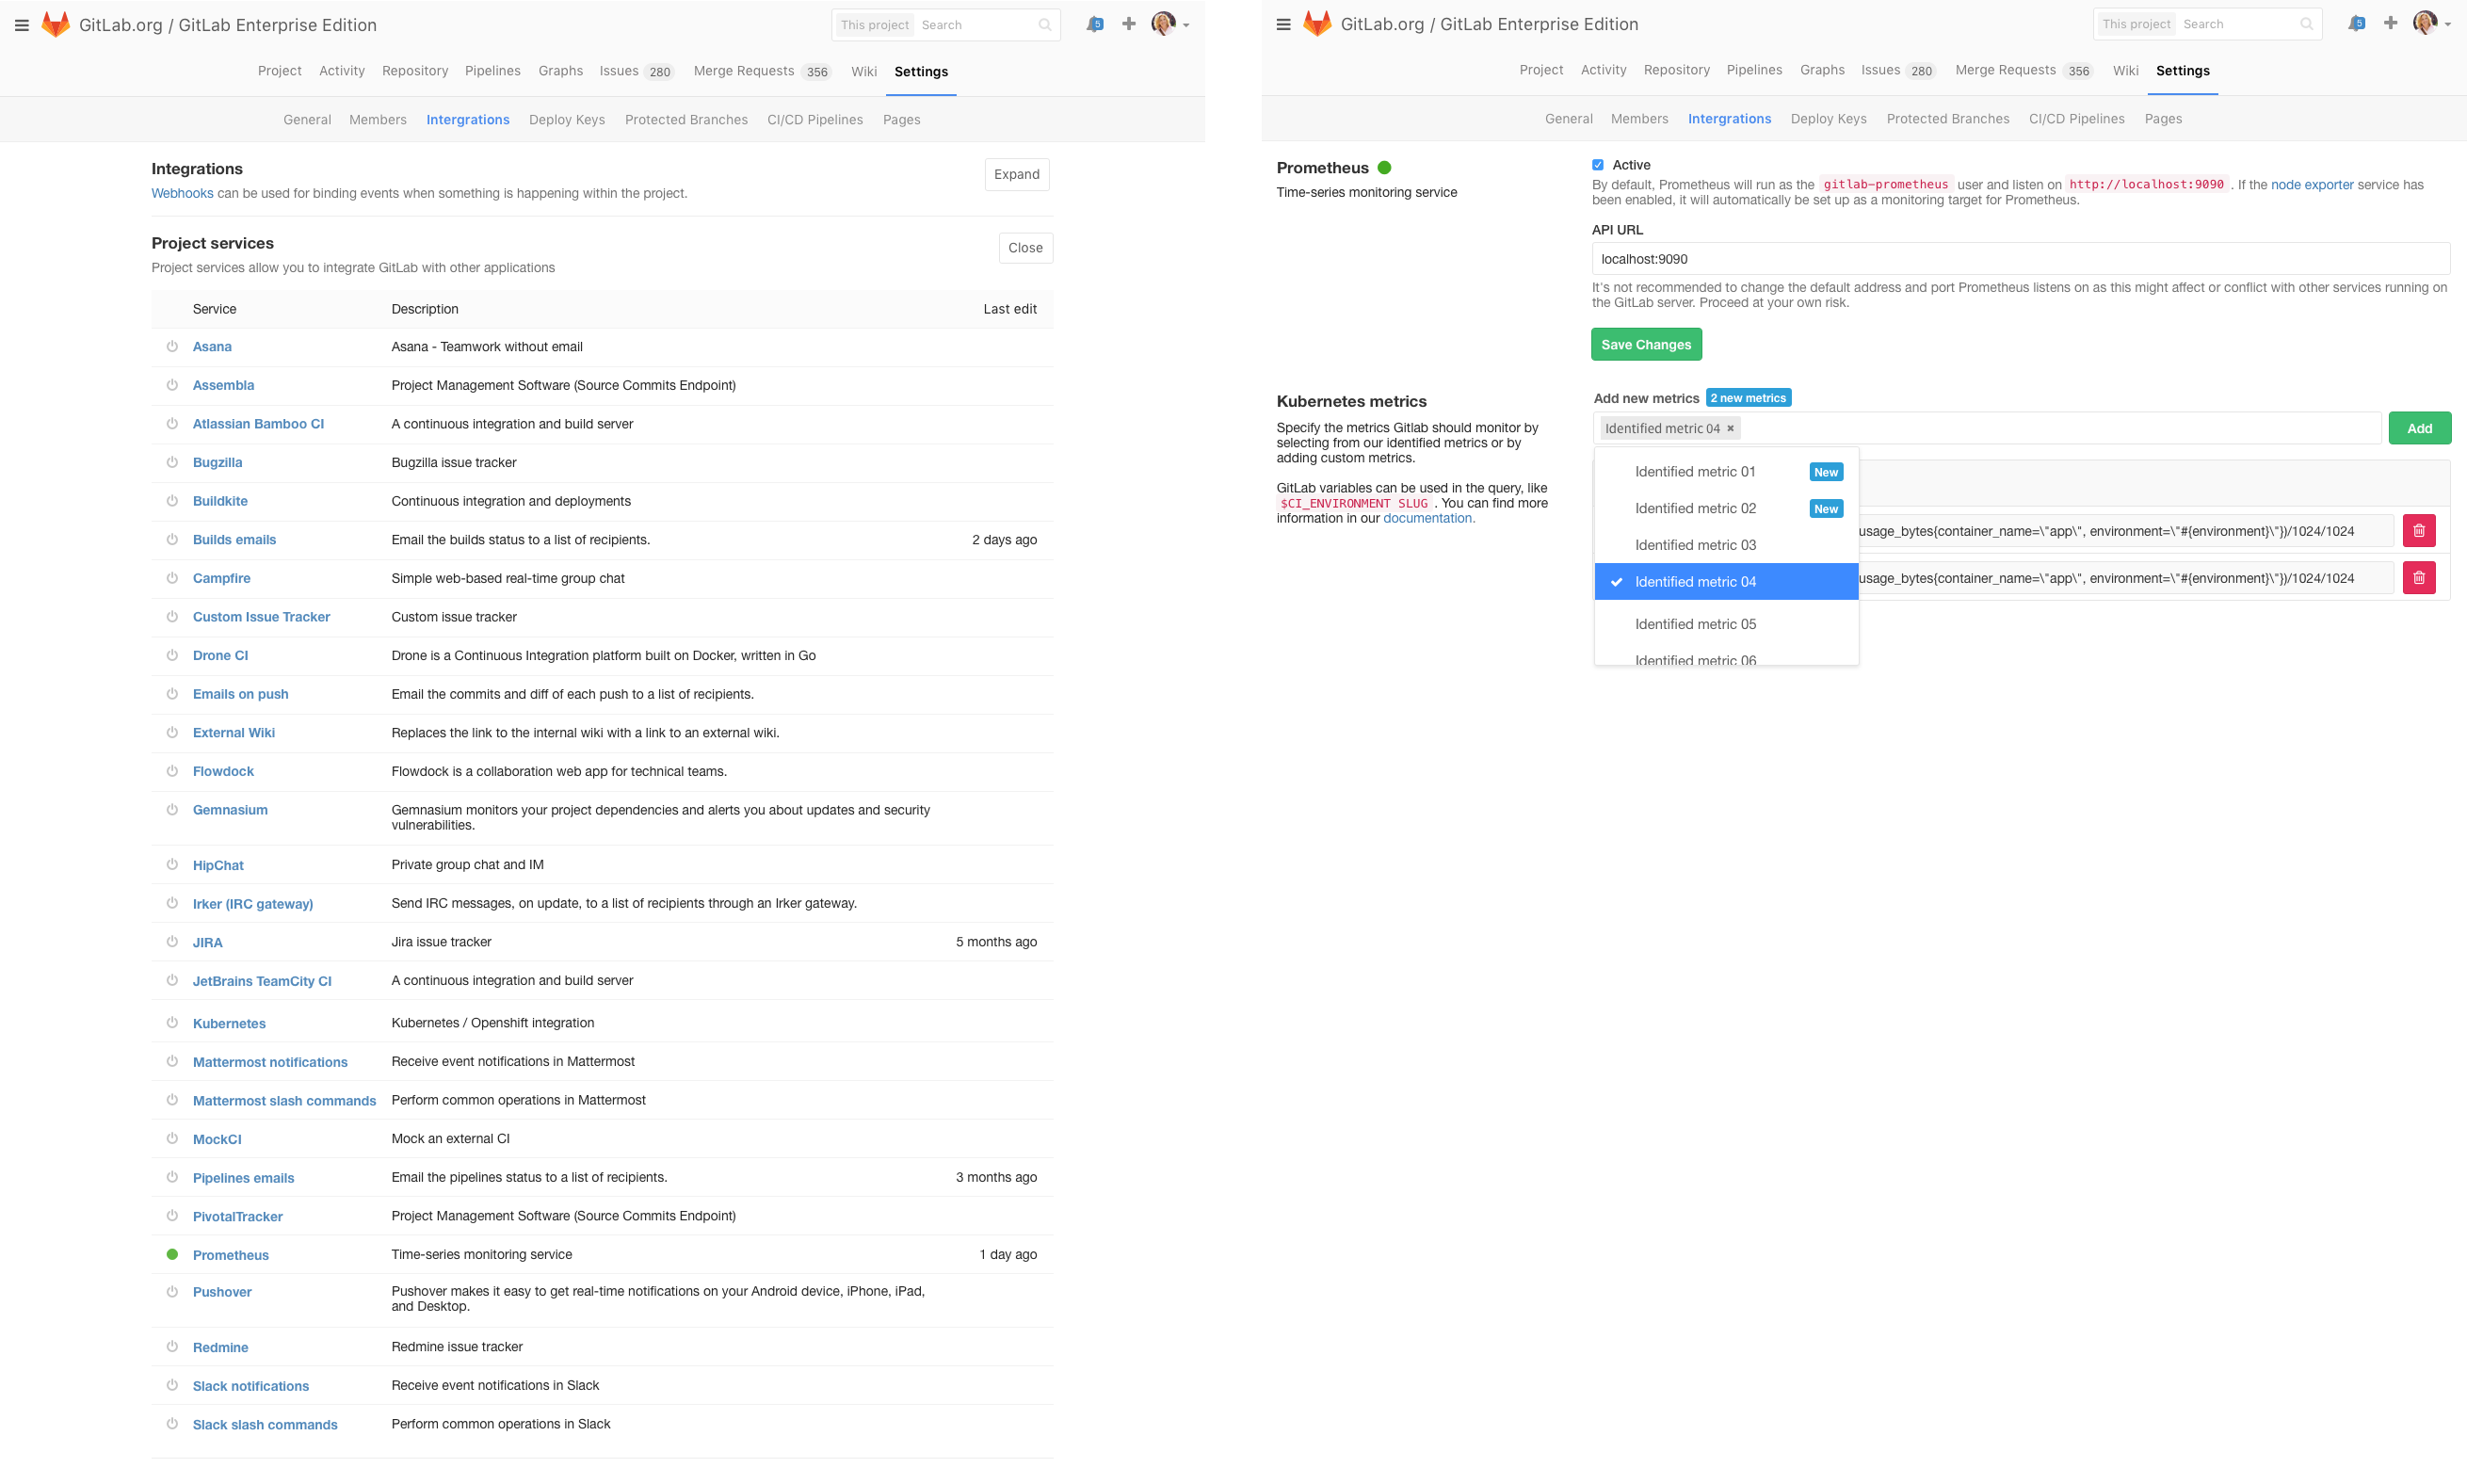 GitLab.org / GitLab Enterprise Edition
This project Search
5
Project Activity Repository Pipelines Graphs Issues 280 Merge Requests 356 Wiki Settings
General Members Intergrations Deploy Keys Protected Branches CI/CD Pipelines Pages
Integrations
Expand
Webhooks can be used for binding events when something is happening within the project.
Project services
Close
Project services allow you to integrate GitLab with other applications
Service Description Last edit
Asana Asana - Teamwork without email
Assembla Project Management Software (Source Commits Endpoint)
Atlassian Bamboo CI A continuous integration and build server
Bugzilla Bugzilla issue tracker
Buildkite Continuous integration and deployments
Builds emails Email the builds status to a list of recipients. 2 days ago
Campfire Simple web-based real-time group chat
Custom Issue Tracker Custom issue tracker
Drone CI Drone is a Continuous Integration platform built on Docker, written in Go
Emails on push Email the commits and diff of each push to a list of recipients.
External Wiki Replaces the link to the internal wiki with a link to an external wiki.
Flowdock Flowdock is a collaboration web app for technical teams.
Gemnasium Gemnasium monitors your project dependencies and alerts you about updates and security
vulnerabilities.
HipChat Private group chat and IM
Irker (IRC gateway) Send IRC messages, on update, to a list of recipients through an Irker gateway.
JIRA Jira issue tracker 5 months ago
JetBrains TeamCity CI A continuous integration and build server
Kubernetes Kubernetes / Openshift integration
Mattermost notifications Receive event notifications in Mattermost
Mattermost slash commands Perform common operations in Mattermost
MockCI Mock an external CI
Pipelines emails Email the pipelines status to a list of recipients. 3 months ago
PivotalTracker Project Management Software (Source Commits Endpoint)
Prometheus Time-series monitoring service 1 day ago
Pushover Pushover makes it easy to get real-time notifications on your Android device, iPhone, iPad,
and Desktop.
Redmine Redmine issue tracker
Slack notifications Receive event notifications in Slack
Slack slash commands Perform common operations in Slack
GitLab.org / GitLab Enterprise Edition
This project Search
5
Project Activity Repository Pipelines Graphs Issues 280 Merge Requests 356 Wiki Settings
General Members Intergrations Deploy Keys Protected Branches CI/CD Pipelines Pages
Prometheus
Time-series monitoring service
Active
By default, Prometheus will run as the gitlab-prometheus user and listen on http://localhost:9090 . If the node exporter service has
been enabled, it will automatically be set up as a monitoring target for Prometheus.
API URL
localhost:9090
It's not recommended to change the default address and port Prometheus listens on as this might affect or conflict with other services running on
the GitLab server. Proceed at your own risk.
Save Changes
Kubernetes metrics
Specify the metrics Gitlab should monitor by
selecting from our identified metrics or by
adding custom metrics.
GitLab variables can be used in the query, like
$CI_ENVIRONMENT_SLUG . You can find more
information in our documentation.
Add new metrics 2 new metrics
Identified metric 04 × Add
Identified metric 01 New
Identified metric 02 New
Identified metric 03
Identified metric 04
Identified metric 05
Identified metric 06
usage_bytes{container_name=\"app\", environment=\"#{environment}\"})/1024/1024
usage_bytes{container_name=\"app\", environment=\"#{environment}\"})/1024/1024